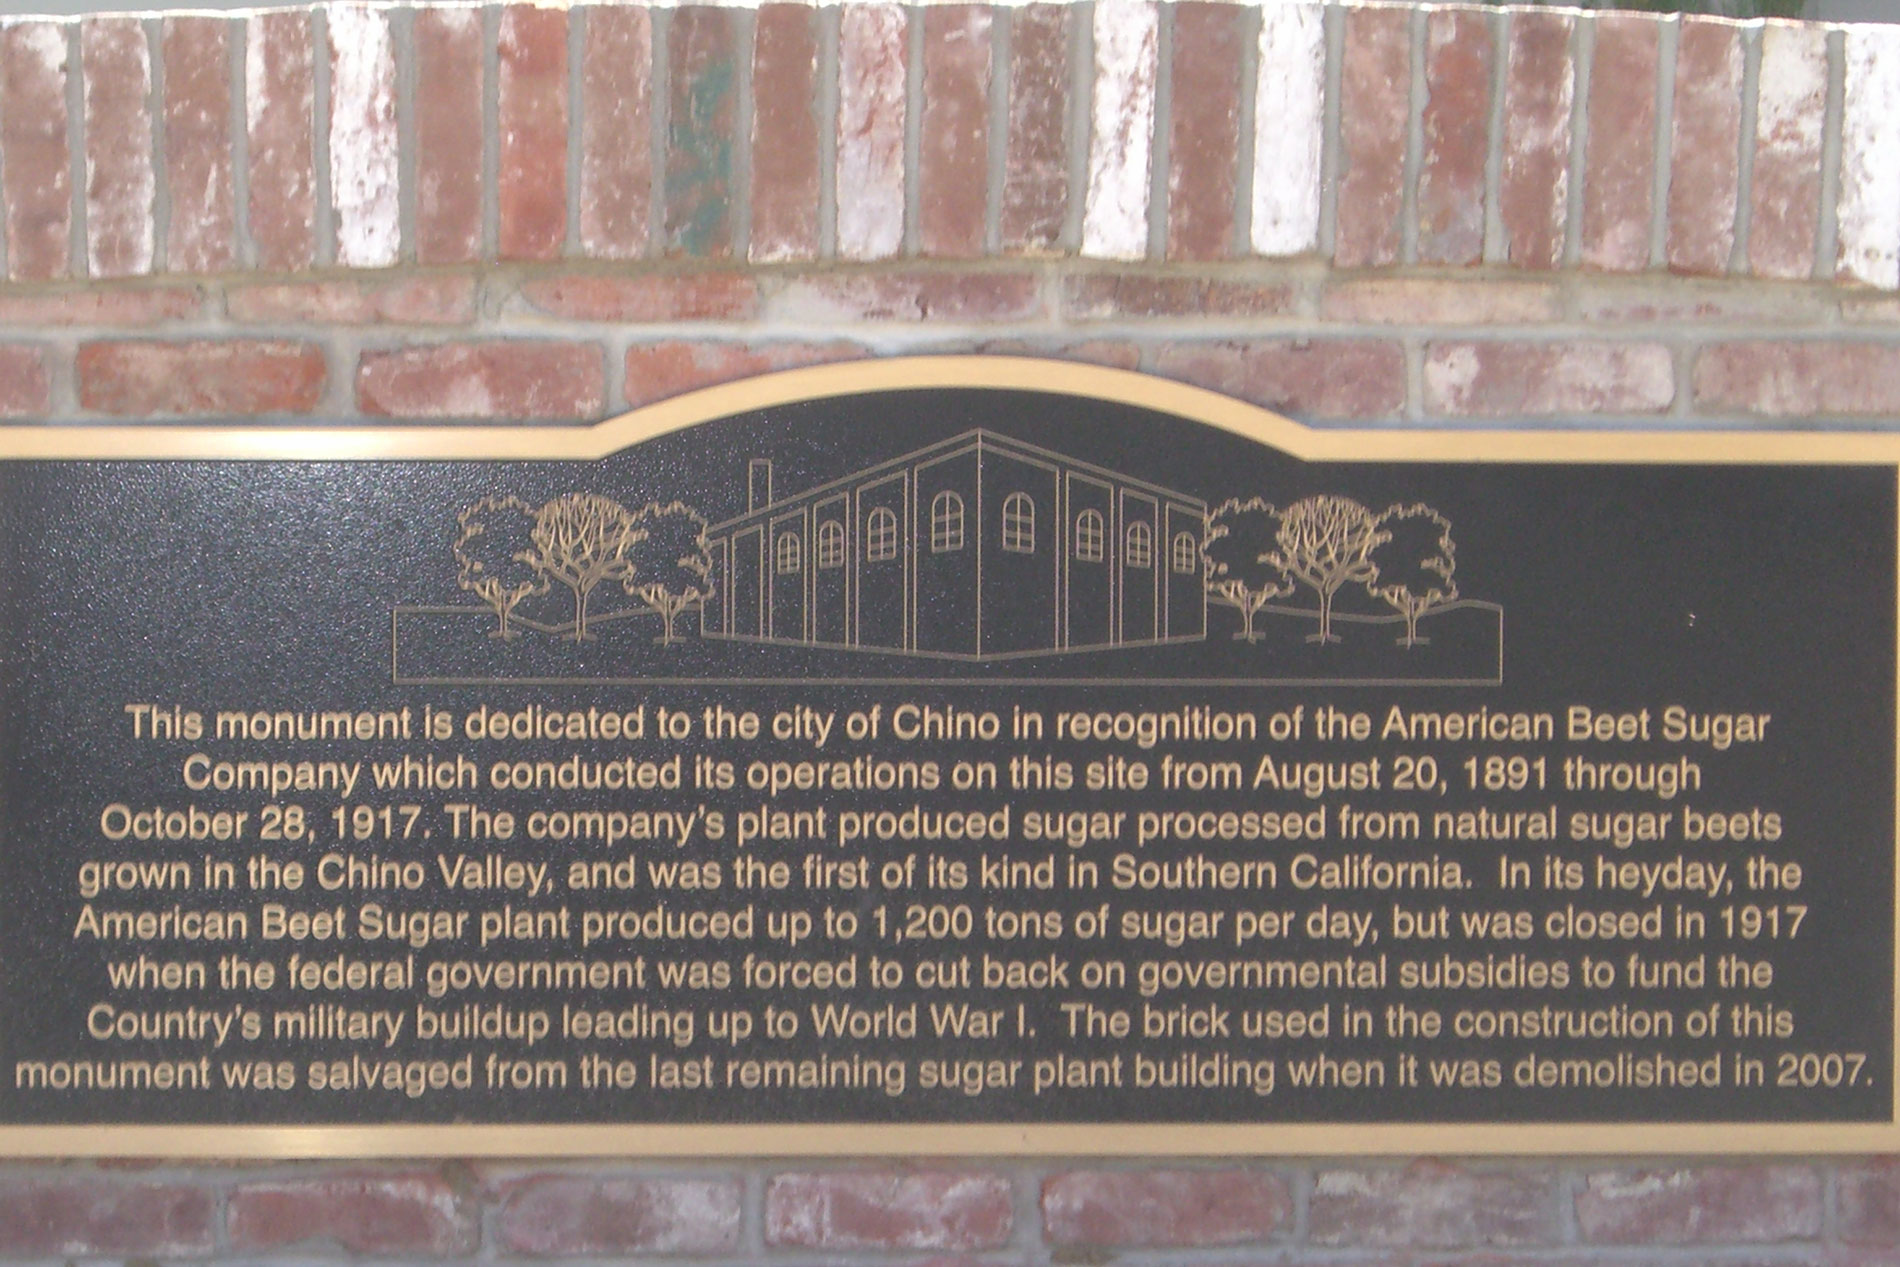 This monument is dedicated to the city of Chino in recognition of the American Beet Sugar
Company which conducted its operations on this site from August 20, 1891 through
October 28, 1917. The company's plant produced sugar processed from natural sugar beets
grown in the Chino Valley, and was the first of its kind in Southern California.  In its heyday, the
American Beet Sugar plant produced up to 1,200 tons of sugar per day, but was closed in 1917
when the federal government was forced to cut back on governmental subsidies to fund the
Country's military buildup leading up to World War I.  The brick used in the construction of this
monument was salvaged from the last remaining sugar plant building when it was demolished in 2007.